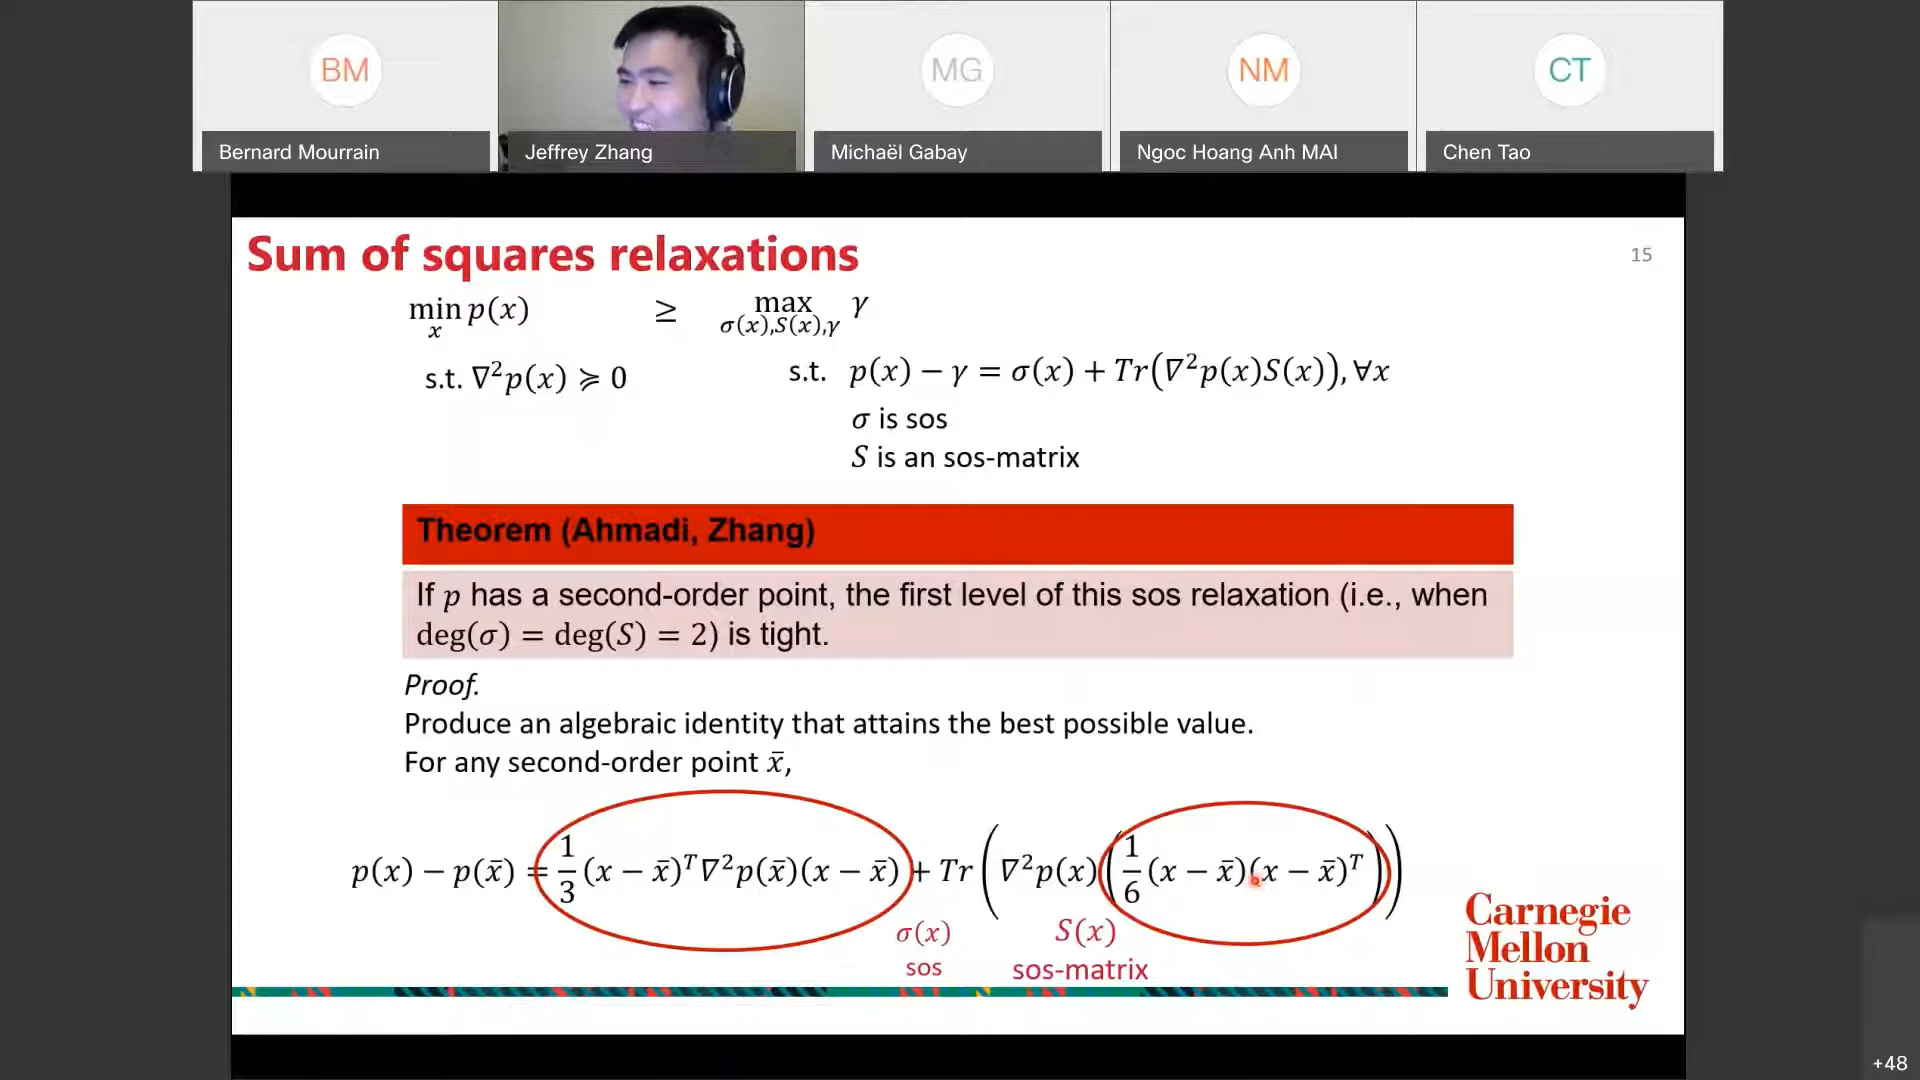 BM
MG
NM
CT
Bernard Mourrain
Jeffrey Zhang
Michaël Gabay
Ngoc Hoang Anh MAI
Chen Tao
Sum of squares relaxations
15
min p(x) ≥ max γ
x σ(x),S(x),γ
s.t. ∇²p(x) ≽ 0
s.t. p(x) − γ = σ(x) + Tr(∇²p(x)S(x)), ∀x
σ is sos
S is an sos-matrix
Theorem (Ahmadi, Zhang)
If p has a second-order point, the first level of this sos relaxation (i.e., when
deg(σ) = deg(S) = 2) is tight.
Proof.
Produce an algebraic identity that attains the best possible value.
For any second-order point x̄,
p(x) − p(x̄) = 1/3 (x − x̄)ᵀ∇²p(x̄)(x − x̄) + Tr(∇²p(x)(1/6 (x − x̄)(x − x̄)ᵀ))
σ(x) S(x)
sos sos-matrix
Carnegie
Mellon
University
+48